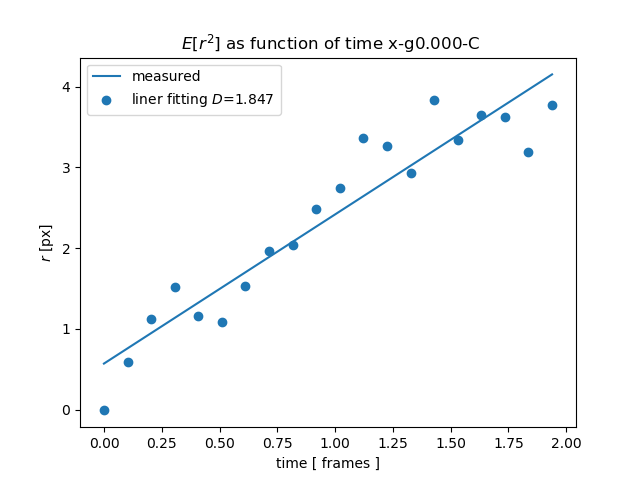 E[r²] as function of time x-g0.000-C
measured
liner fitting D=1.847
4
3
2
1
0
r [px]
0.00 0.25 0.50 0.75 1.00 1.25 1.50 1.75 2.00
time [ frames ]